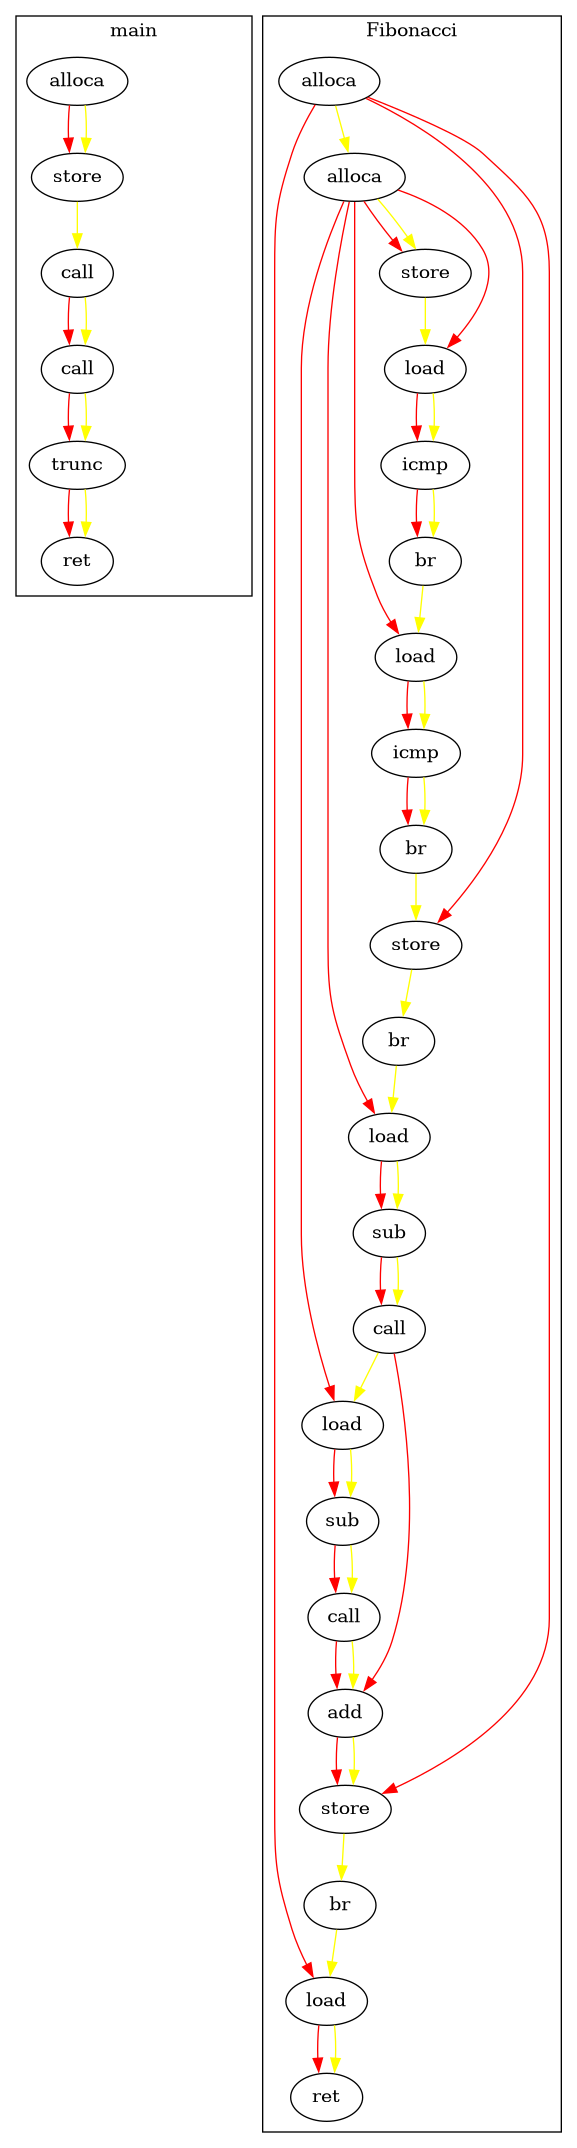 main
alloca
store
call
call
trunc
ret
Fibonacci
alloca
alloca
store
load
icmp
br
load
icmp
br
store
br
load
sub
call
load
sub
call
add
store
br
load
ret